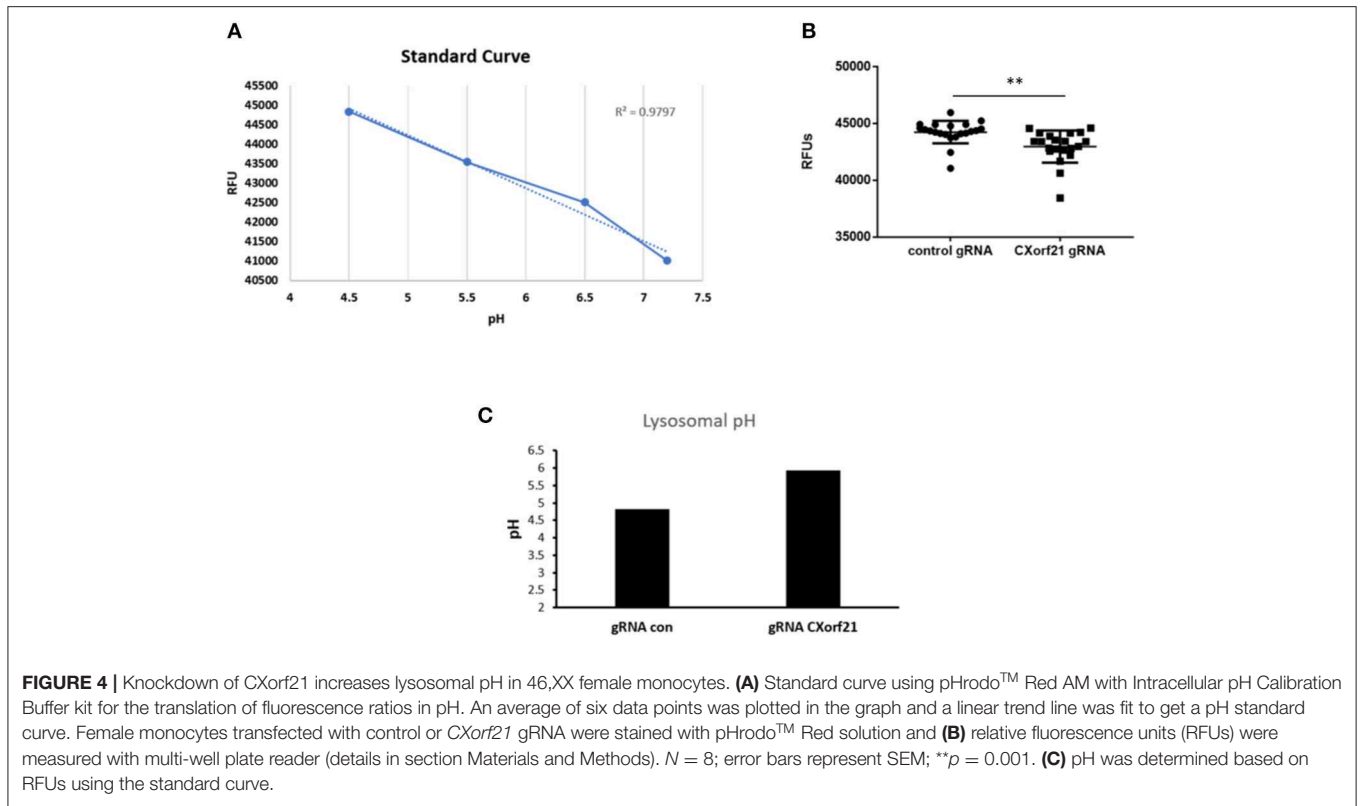 A
Standard Curve
45500
45000
44500
44000
43500
43000
42500
42000
41500
41000
40500
RFU
R² = 0.9797
4 4.5 5 5.5 6 6.5 7 7.5
pH
B
50000
45000
40000
35000
RFUs
**
control gRNA CXorf21 gRNA
C
Lysosomal pH
6.5
6
5.5
5
4.5
4
3.5
3
2.5
2
pH
gRNA con gRNA CXorf21
FIGURE 4 | Knockdown of CXorf21 increases lysosomal pH in 46,XX female monocytes. (A) Standard curve using pHrodo™ Red AM with Intracellular pH Calibration
Buffer kit for the translation of fluorescence ratios in pH. An average of six data points was plotted in the graph and a linear trend line was fit to get a pH standard
curve. Female monocytes transfected with control or CXorf21 gRNA were stained with pHrodo™ Red solution and (B) relative fluorescence units (RFUs) were
measured with multi-well plate reader (details in section Materials and Methods). N = 8; error bars represent SEM; **p = 0.001. (C) pH was determined based on
RFUs using the standard curve.